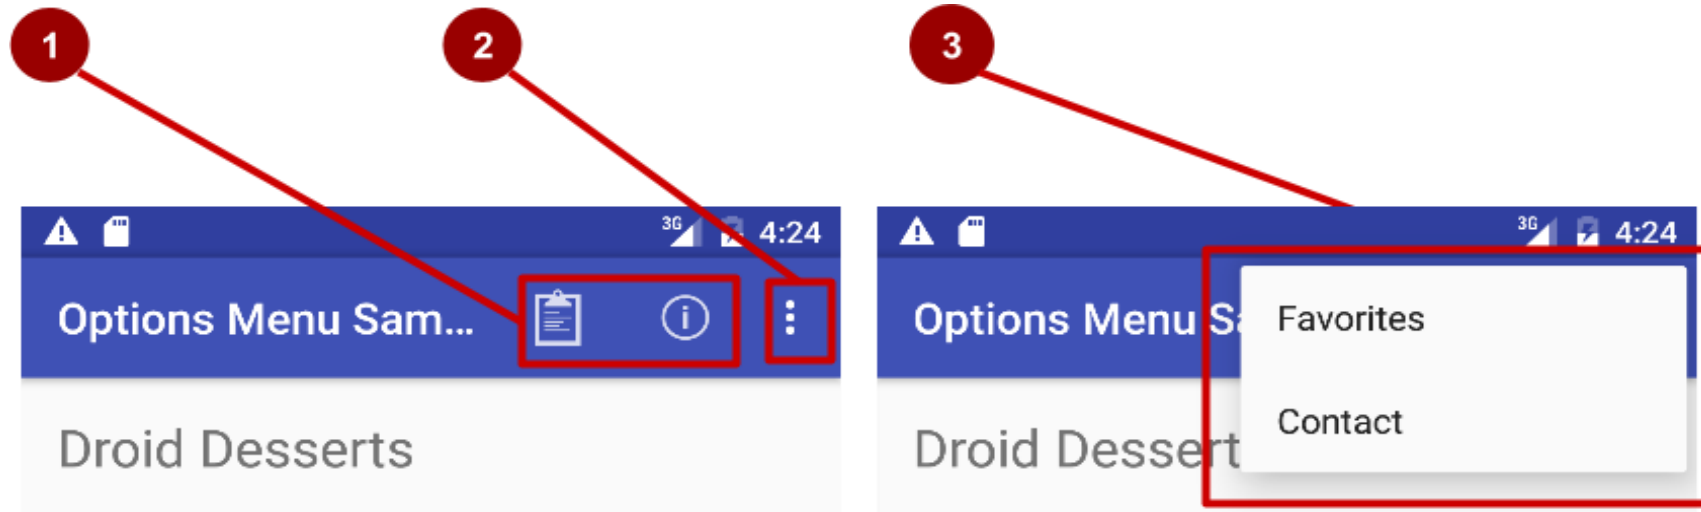 1
2
3
3G 4:24
Options Menu Sam...
Droid Desserts
3G 4:24
Options Menu S
Favorites
Contact
Droid Dessert